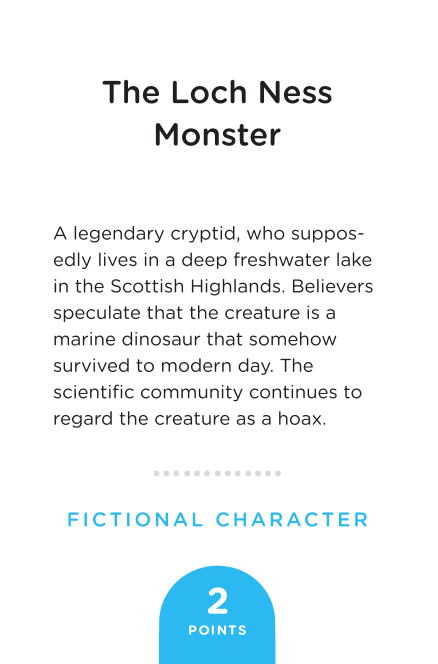 The Loch Ness
Monster
A legendary cryptid, who suppos-
edly lives in a deep freshwater lake
in the Scottish Highlands. Believers
speculate that the creature is a
marine dinosaur that somehow
survived to modern day. The
scientific community continues to
regard the creature as a hoax.
FICTIONAL CHARACTER
2
POINTS